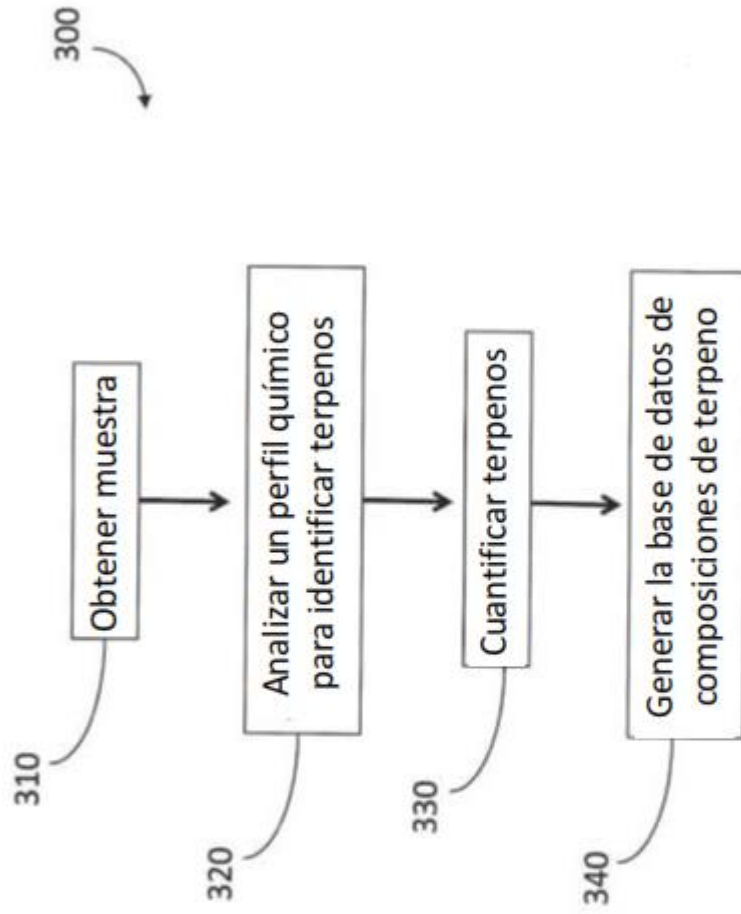 300
310
Obtener muestra
320
Analizar un perfil químico
para identificar terpenos
330
Cuantificar terpenos
340
Generar la base de datos de
composiciones de terpeno